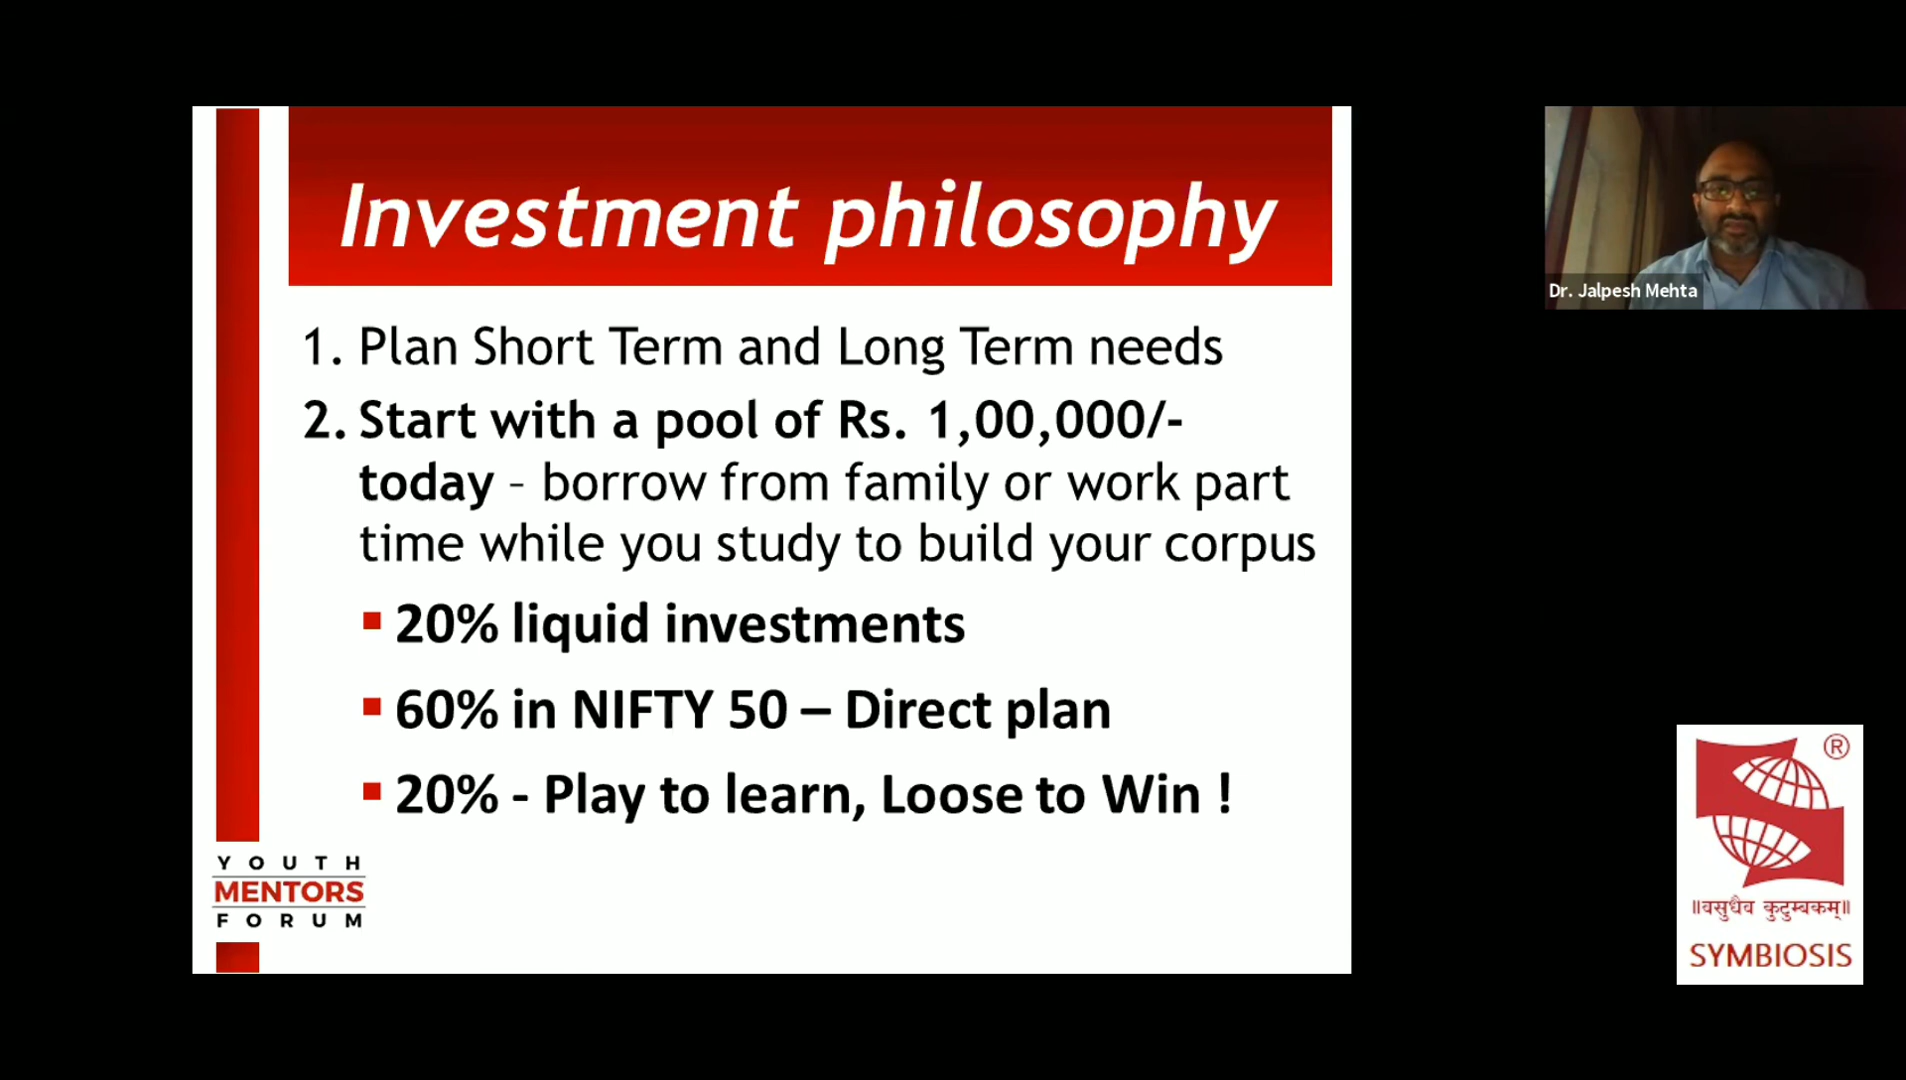 Investment philosophy
1. Plan Short Term and Long Term needs
2. Start with a pool of Rs. 1,00,000/-
today – borrow from family or work part
time while you study to build your corpus
20% liquid investments
60% in NIFTY 50 – Direct plan
20% - Play to learn, Loose to Win !
YOUTH
MENTORS
FORUM
Dr. Jalpesh Mehta
®
॥वसुधैव कुटुम्बकम्॥
SYMBIOSIS